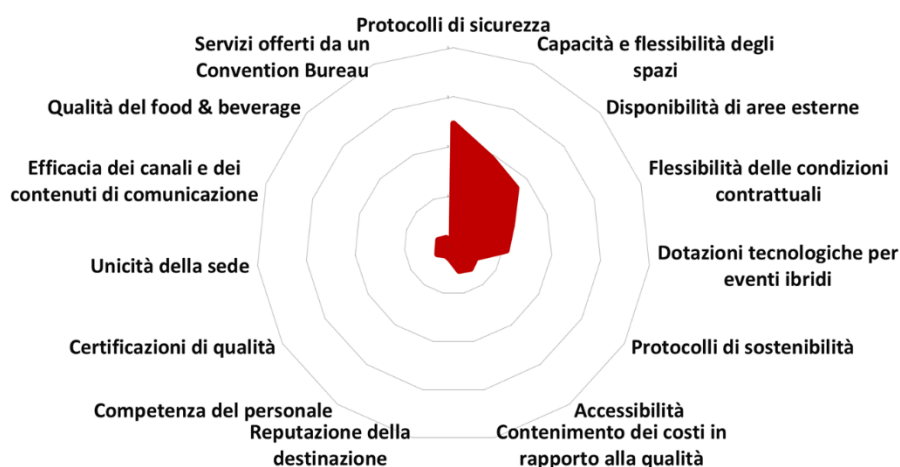 Protocolli di sicurezza
Capacità e flessibilità degli
spazi
Disponibilità di aree esterne
Flessibilità delle condizioni
contrattuali
Dotazioni tecnologiche per
eventi ibridi
Protocolli di sostenibilità
Accessibilità
Contenimento dei costi in
rapporto alla qualità
Reputazione della
destinazione
Competenza del personale
Certificazioni di qualità
Unicità della sede
Efficacia dei canali e dei
contenuti di comunicazione
Qualità del food & beverage
Servizi offerti da un
Convention Bureau